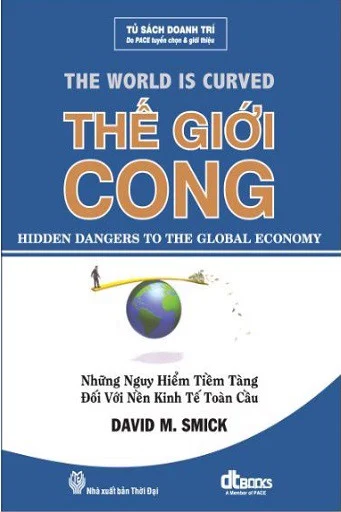 TỦ SÁCH DOANH TRÍ
Do PACE tuyển chọn & giới thiệu
THE WORLD IS CURVED
THẾ GIỚI
CONG
HIDDEN DANGERS TO THE GLOBAL ECONOMY
Những Nguy Hiểm Tiềm Tàng
Đối Với Nền Kinh Tế Toàn Cầu
DAVID M. SMICK
Nhà xuất bản Thời Đại
dtBOOKS
A Member of PACE